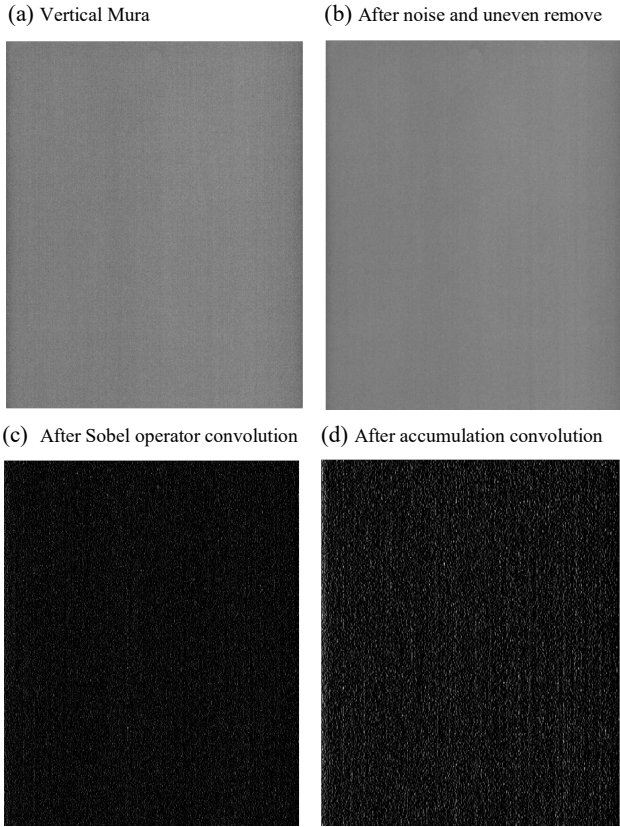 (a) Vertical Mura
(b) After noise and uneven remove
(c) After Sobel operator convolution
(d) After accumulation convolution